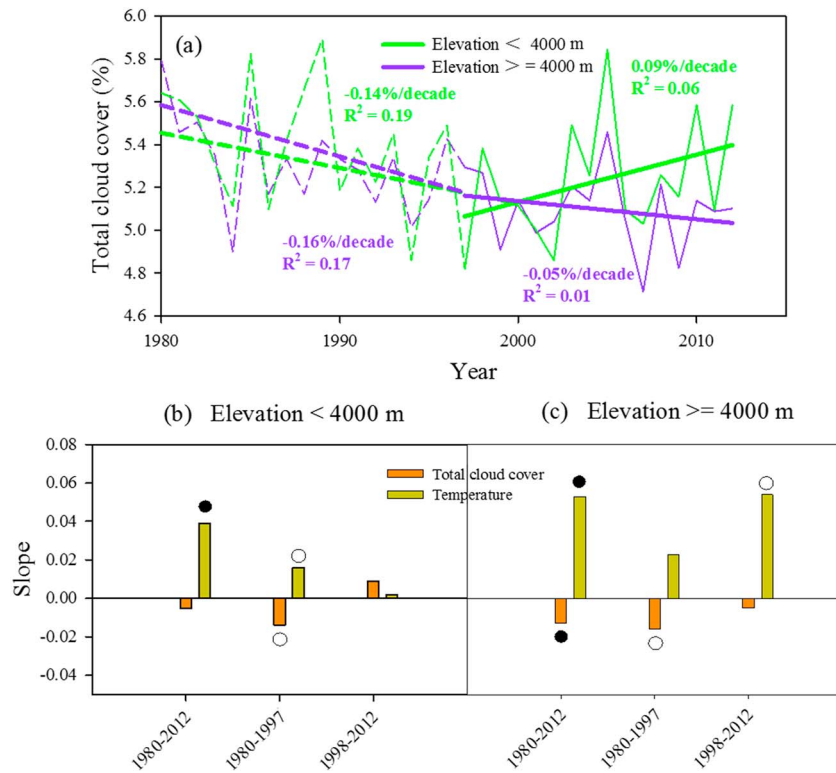 (a)
Elevation < 4000 m
Elevation >= 4000 m
-0.14%/decade
R² = 0.19
0.09%/decade
R² = 0.06
-0.16%/decade
R² = 0.17
-0.05%/decade
R² = 0.01
Total cloud cover (%)
6.0
5.8
5.6
5.4
5.2
5.0
4.8
4.6
1980
1990
2000
2010
Year
(b) Elevation < 4000 m
(c) Elevation >= 4000 m
Total cloud cover
Temperature
Slope
0.08
0.06
0.04
0.02
0.00
-0.02
-0.04
1980-2012
1980-1997
1998-2012
1980-2012
1980-1997
1998-2012